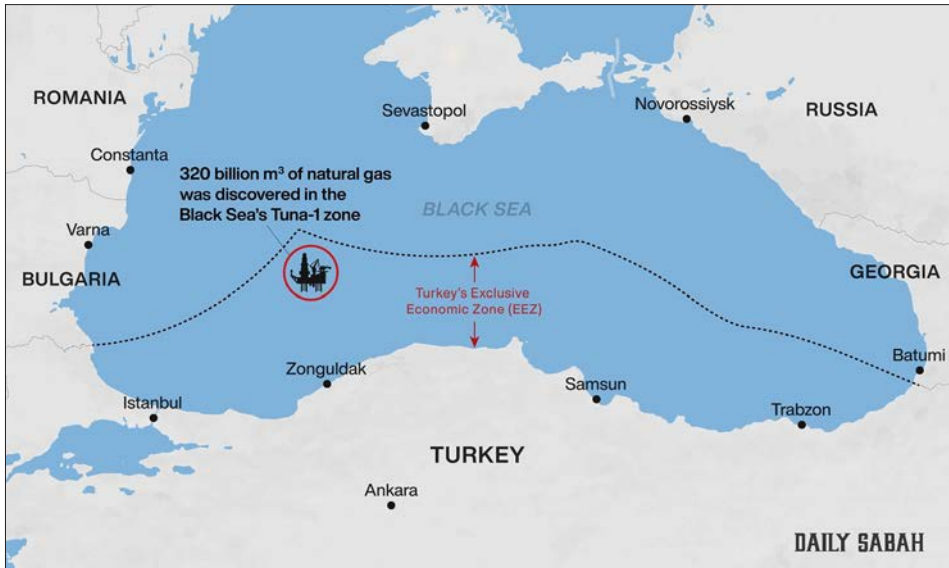 ROMANIA
Constanta
Sevastopol
Novorossiysk
RUSSIA
320 billion m³ of natural gas
was discovered in the
Black Sea's Tuna-1 zone
BLACK SEA
Varna
BULGARIA
GEORGIA
Turkey's Exclusive
Economic Zone (EEZ)
Batumi
Zonguldak
Samsun
Istanbul
Trabzon
TURKEY
Ankara
DAILY SABAH